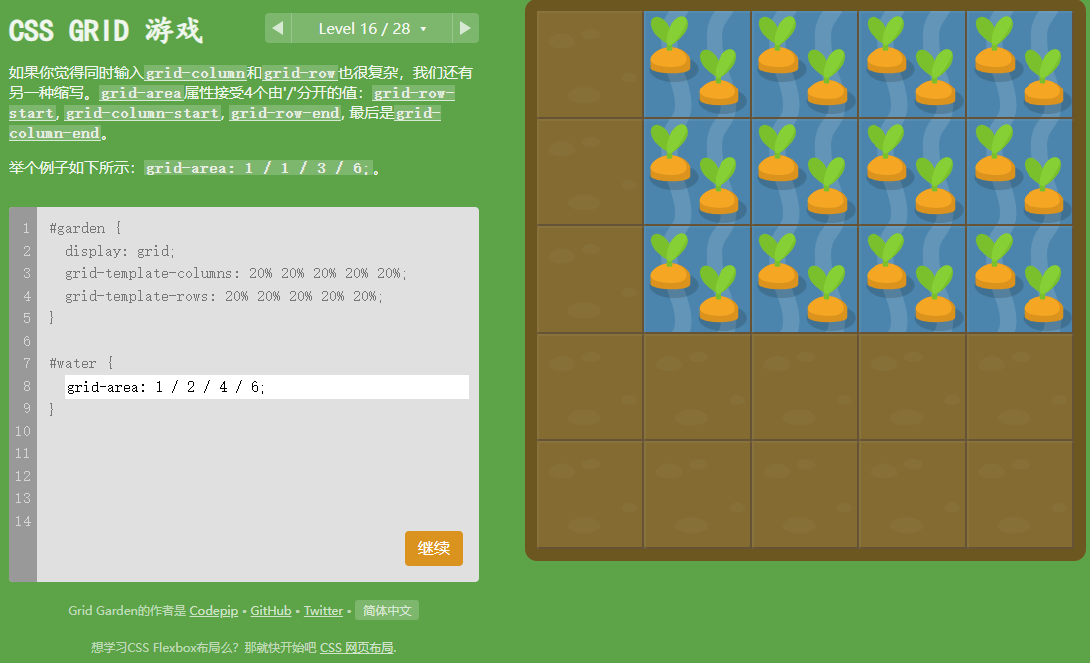 CSS GRID 游戏
Level 16 / 28
如果你觉得同时输入grid-column和grid-row也很复杂，我们还有
另一种缩写。grid-area属性接受4个由'/'分开的值：grid-row-
start, grid-column-start, grid-row-end, 最后是grid-
column-end。
举个例子如下所示：grid-area: 1 / 1 / 3 / 6;。
1 #garden {
2 display: grid;
3 grid-template-columns: 20% 20% 20% 20% 20%;
4 grid-template-rows: 20% 20% 20% 20% 20%;
5 }
6
7 #water {
8 grid-area: 1 / 2 / 4 / 6;
9 }
10
11
12
13
14
继续
Grid Garden的作者是 Codepip • GitHub • Twitter • 简体中文
想学习CSS Flexbox布局么？那就快开始吧 CSS 网页布局.